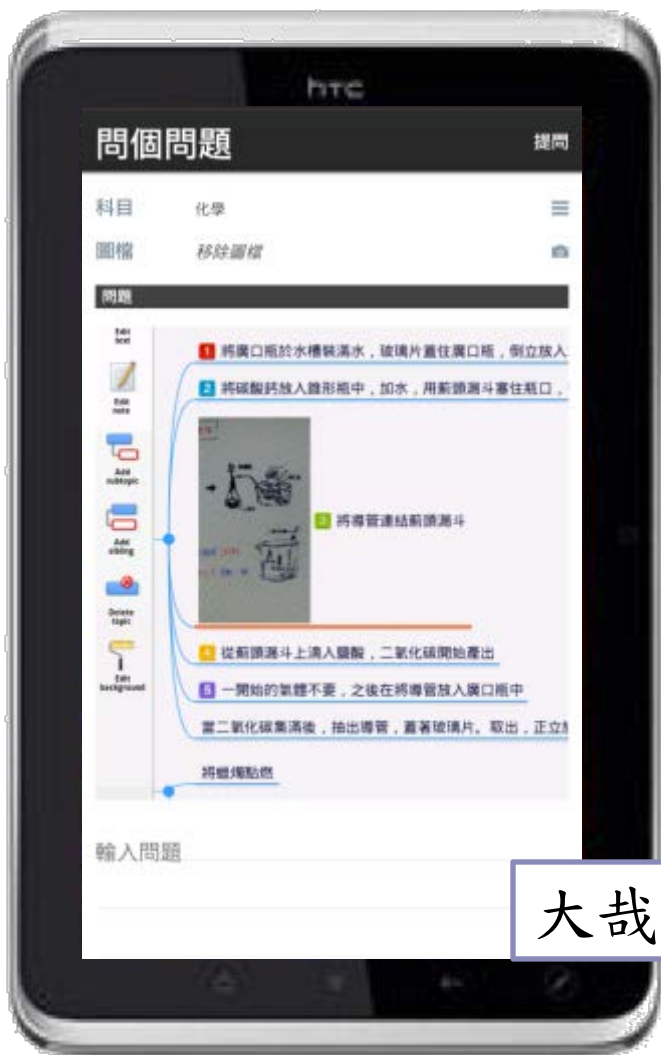 htc
問個問題
提問
科目 化學
圖檔 移除圖檔
問題
Edit text
Edit note
Add subtopic
Add sibling
Delete topic
Edit background
1 將廣口瓶於水槽裝滿水，玻璃片蓋住廣口瓶，倒立放入
2 將碳酸鈣放入錐形瓶中，加水，用薊頭漏斗塞住瓶口，
3 將導管連結薊頭漏斗
4 從薊頭漏斗上滴入鹽酸，二氧化碳開始產出
5 一開始的氣體不要，之後在將導管放入廣口瓶中
當二氧化碳集滿後，抽出導管，蓋著玻璃片。取出，正立放
將蠟燭點燃
輸入問題
大哉